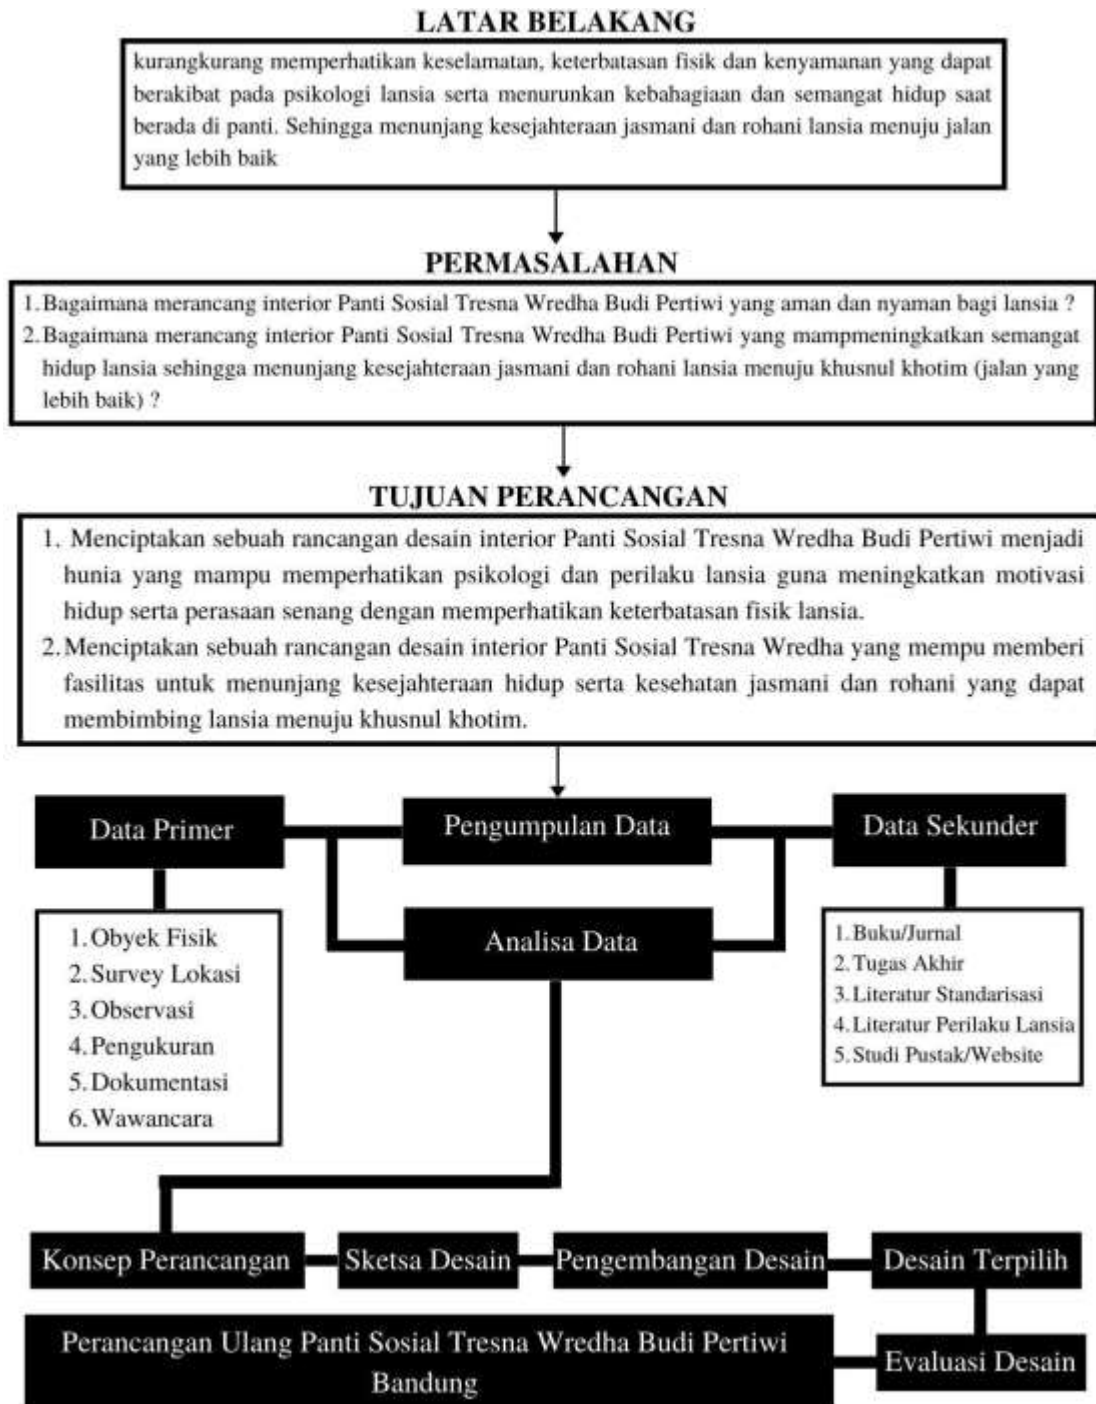 LATAR BELAKANG
kurangkurang memperhatikan keselamatan, keterbatasan fisik dan kenyamanan yang dapat
berakibat pada psikologi lansia serta menurunkan kebahagiaan dan semangat hidup saat
berada di panti. Sehingga menunjang kesejahteraan jasmani dan rohani lansia menuju jalan
yang lebih baik
PERMASALAHAN
1. Bagaimana merancang interior Panti Sosial Tresna Wredha Budi Pertiwi yang aman dan nyaman bagi lansia ?
2. Bagaimana merancang interior Panti Sosial Tresna Wredha Budi Pertiwi yang mampmeningkatkan semangat
hidup lansia sehingga menunjang kesejahteraan jasmani dan rohani lansia menuju khusnul khotim (jalan yang
lebih baik) ?
TUJUAN PERANCANGAN
1. Menciptakan sebuah rancangan desain interior Panti Sosial Tresna Wredha Budi Pertiwi menjadi
hunia yang mampu memperhatikan psikologi dan perilaku lansia guna meningkatkan motivasi
hidup serta perasaan senang dengan memperhatikan keterbatasan fisik lansia.
2. Menciptakan sebuah rancangan desain interior Panti Sosial Tresna Wredha yang mempu memberi
fasilitas untuk menunjang kesejahteraan hidup serta kesehatan jasmani dan rohani yang dapat
membimbing lansia menuju khusnul khotim.
Data Primer
Pengumpulan Data
Data Sekunder
Analisa Data
1. Obyek Fisik
2. Survey Lokasi
3. Observasi
4. Pengukuran
5. Dokumentasi
6. Wawancara
1. Buku/Jurnal
2. Tugas Akhir
3. Literatur Standarisasi
4. Literatur Perilaku Lansia
5. Studi Pustak/Website
Konsep Perancangan
Sketsa Desain
Pengembangan Desain
Desain Terpilih
Perancangan Ulang Panti Sosial Tresna Wredha Budi Pertiwi
Bandung
Evaluasi Desain